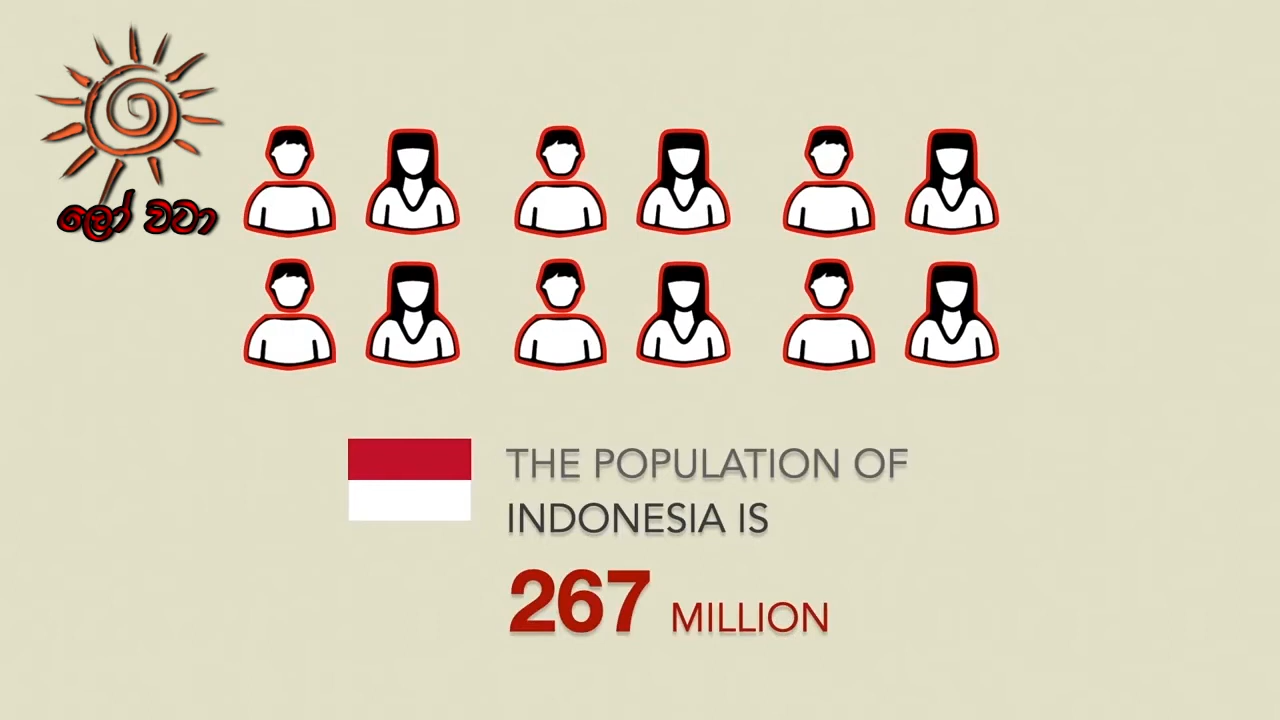 ලෝ වටා
THE POPULATION OF
INDONESIA IS
267 MILLION